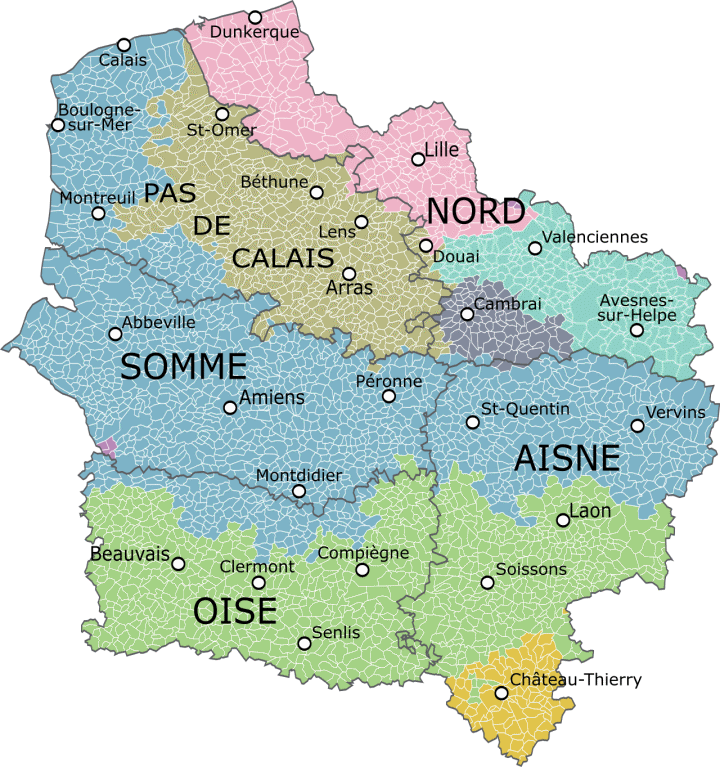 Dunkerque
Calais
Boulogne-
sur-Mer
St-Omer
Lille
Béthune
PAS
Montreuil
NORD
DE
Lens
Valenciennes
Douai
CALAIS
Arras
Cambrai
Avesnes-
sur-Helpe
Abbeville
SOMME
Péronne
Amiens
St-Quentin
Vervins
AISNE
Montdidier
Laon
Beauvais
Compiègne
Clermont
Soissons
OISE
Senlis
Château-Thierry